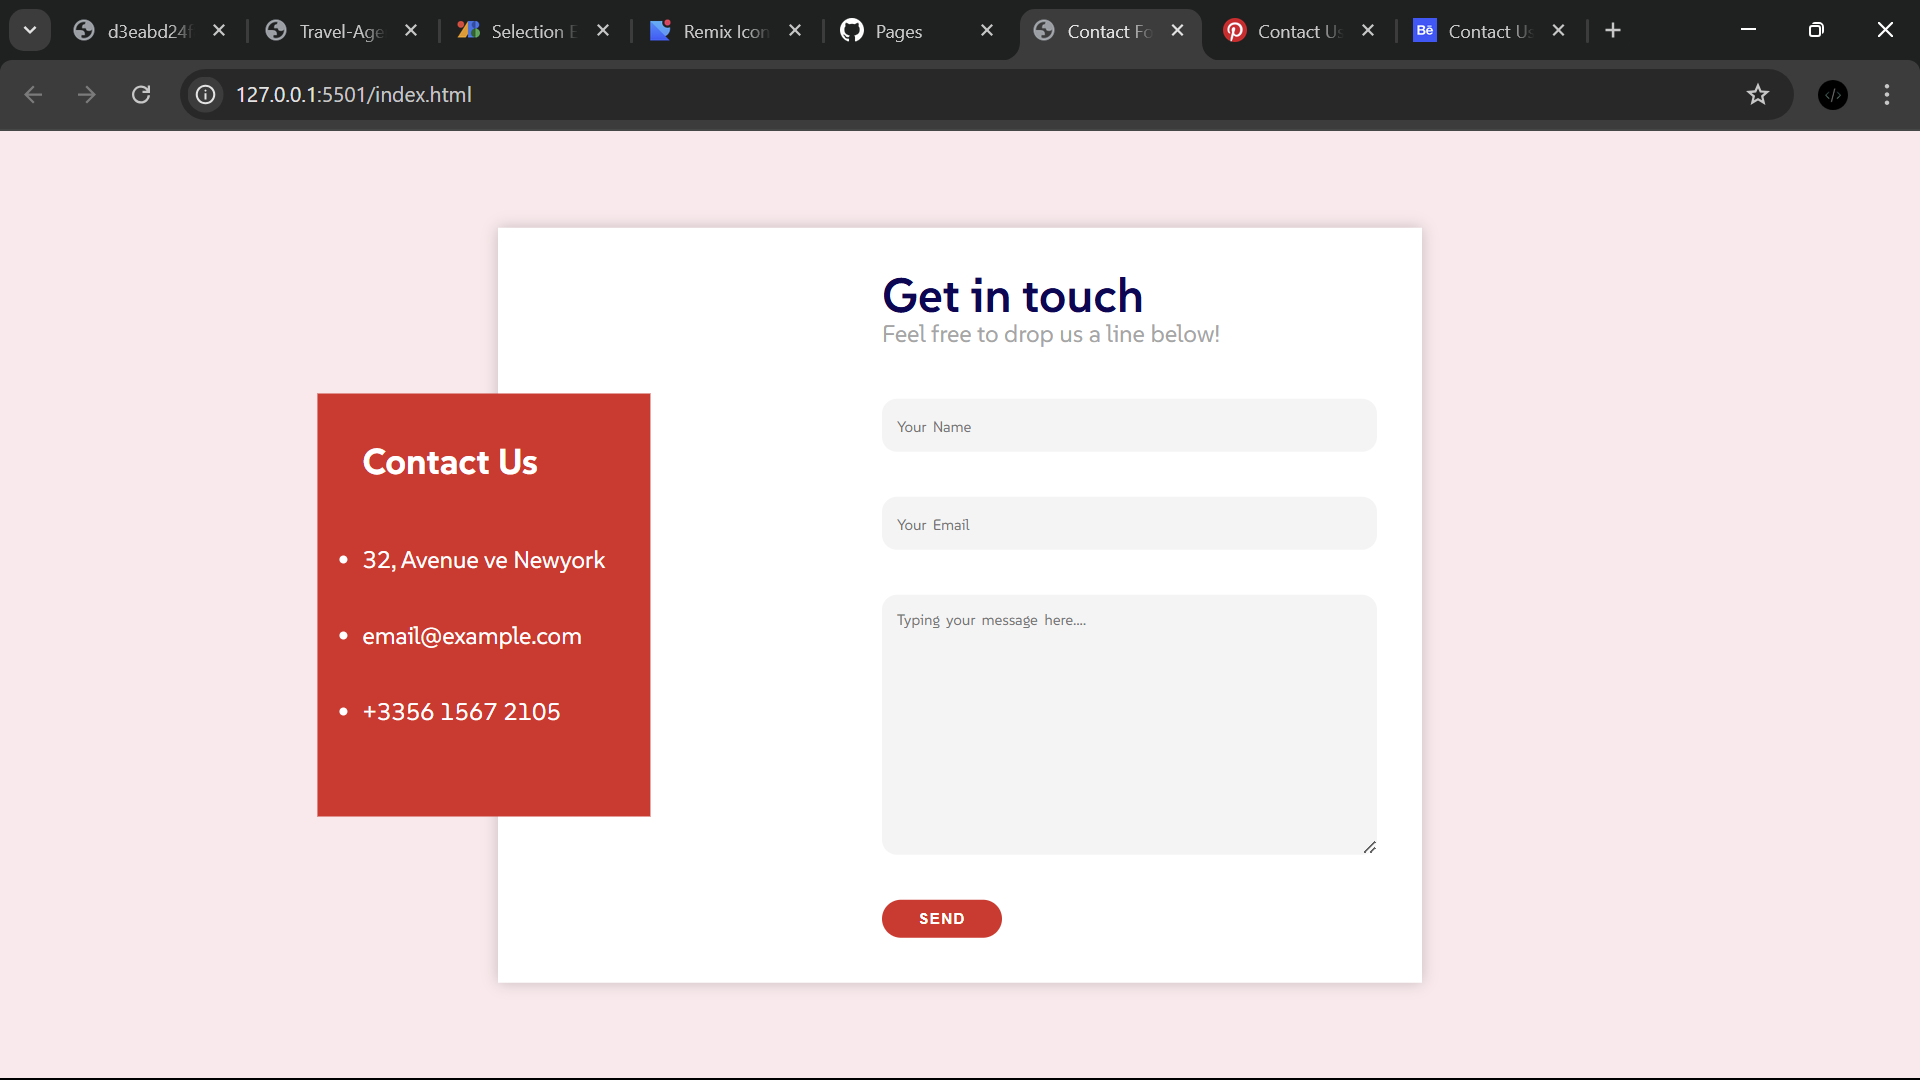 d3eabd24f
Travel-Age
Selection E
Remix Icon
Pages
Contact Fo
Contact Us
Bē
Contact Us
127.0.0.1:5501/index.html
Get in touch
Feel free to drop us a line below!
Your Name
Your Email
Typing your message here....
SEND
Contact Us
32, Avenue ve Newyork
email@example.com
+3356 1567 2105